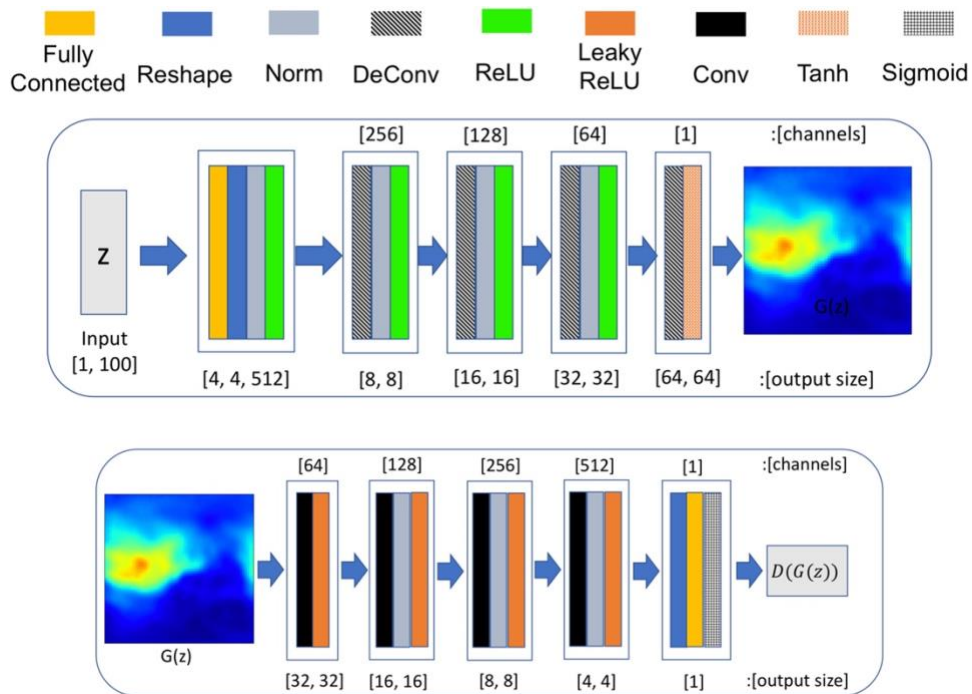 Fully Connected
Reshape
Norm
DeConv
ReLU
Leaky ReLU
Conv
Tanh
Sigmoid
[256] [128] [64] [1] :[channels]
z
G(z)
Input
[1, 100]
[4, 4, 512] [8, 8] [16, 16] [32, 32] [64, 64] :[output size]
[64] [128] [256] [512] [1] :[channels]
D(G(z))
G(z)
[32, 32] [16, 16] [8, 8] [4, 4] [1] :[output size]